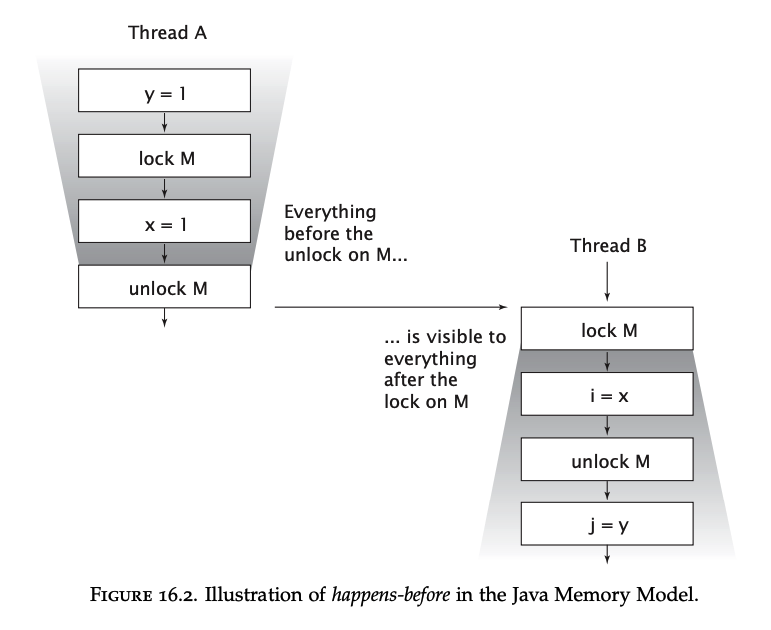 Thread A
y = 1
lock M
x = 1
unlock M
Everything
before the
unlock on M...
Thread B
... is visible to
everything
after the
lock on M
lock M
i = x
unlock M
j = y
FIGURE 16.2. Illustration of happens-before in the Java Memory Model.